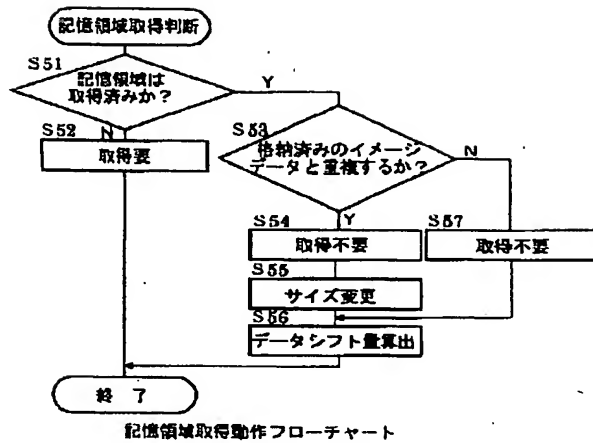 記憶領域取得判断
S51
記憶領域は
取得済みか?
Y
S52
N
取得要
S53
格納済みのイメージ
データと重複するか?
N
Y
S54
取得不要
S57
取得不要
S55
サイズ変更
S56
データシフト量算出
終 了
記憶領域取得動作フローチャート